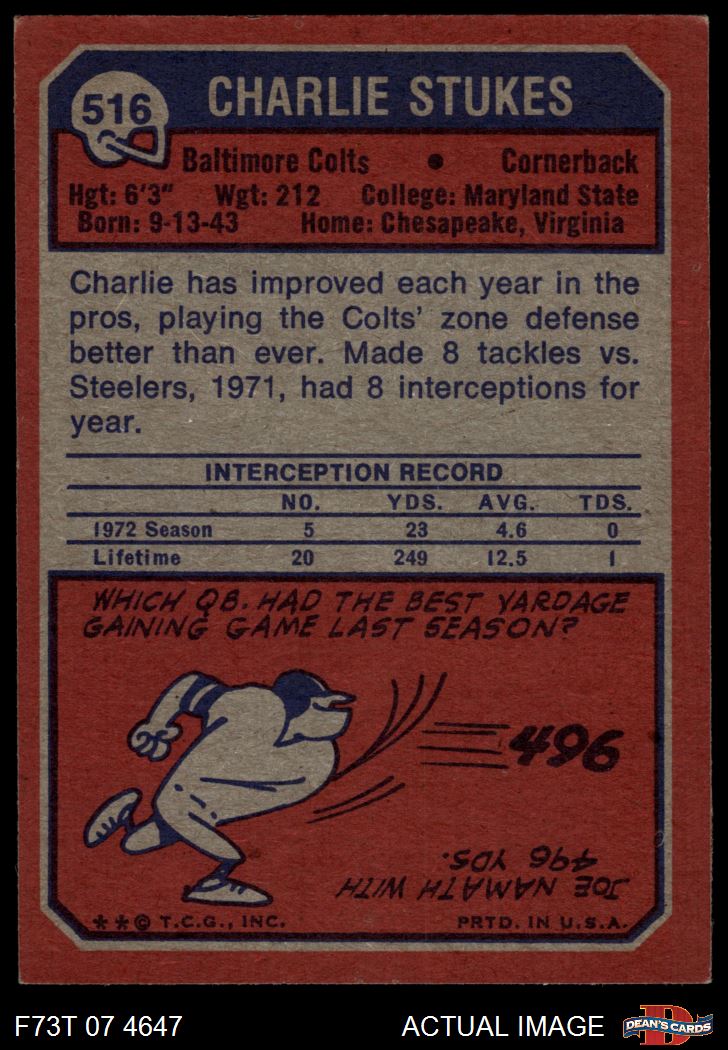 516
CHARLIE STUKES
Baltimore Colts • Cornerback
Hgt: 6'3" Wgt: 212 College: Maryland State
Born: 9-13-43 Home: Chesapeake, Virginia
Charlie has improved each year in the
pros, playing the Colts' zone defense
better than ever. Made 8 tackles vs.
Steelers, 1971, had 8 interceptions for
year.
INTERCEPTION RECORD
NO. YDS. AVG. TDS.
1972 Season 5 23 4.6 0
Lifetime 20 249 12.5 1
WHICH QB. HAD THE BEST YARDAGE
GAINING GAME LAST SEASON?
496
JOE NAMATH WITH
496 YDS.
**© T.C.G., INC. PRTD. IN U.S.A.
F73T 07 4647 ACTUAL IMAGE
D
DEAN'S CARDS